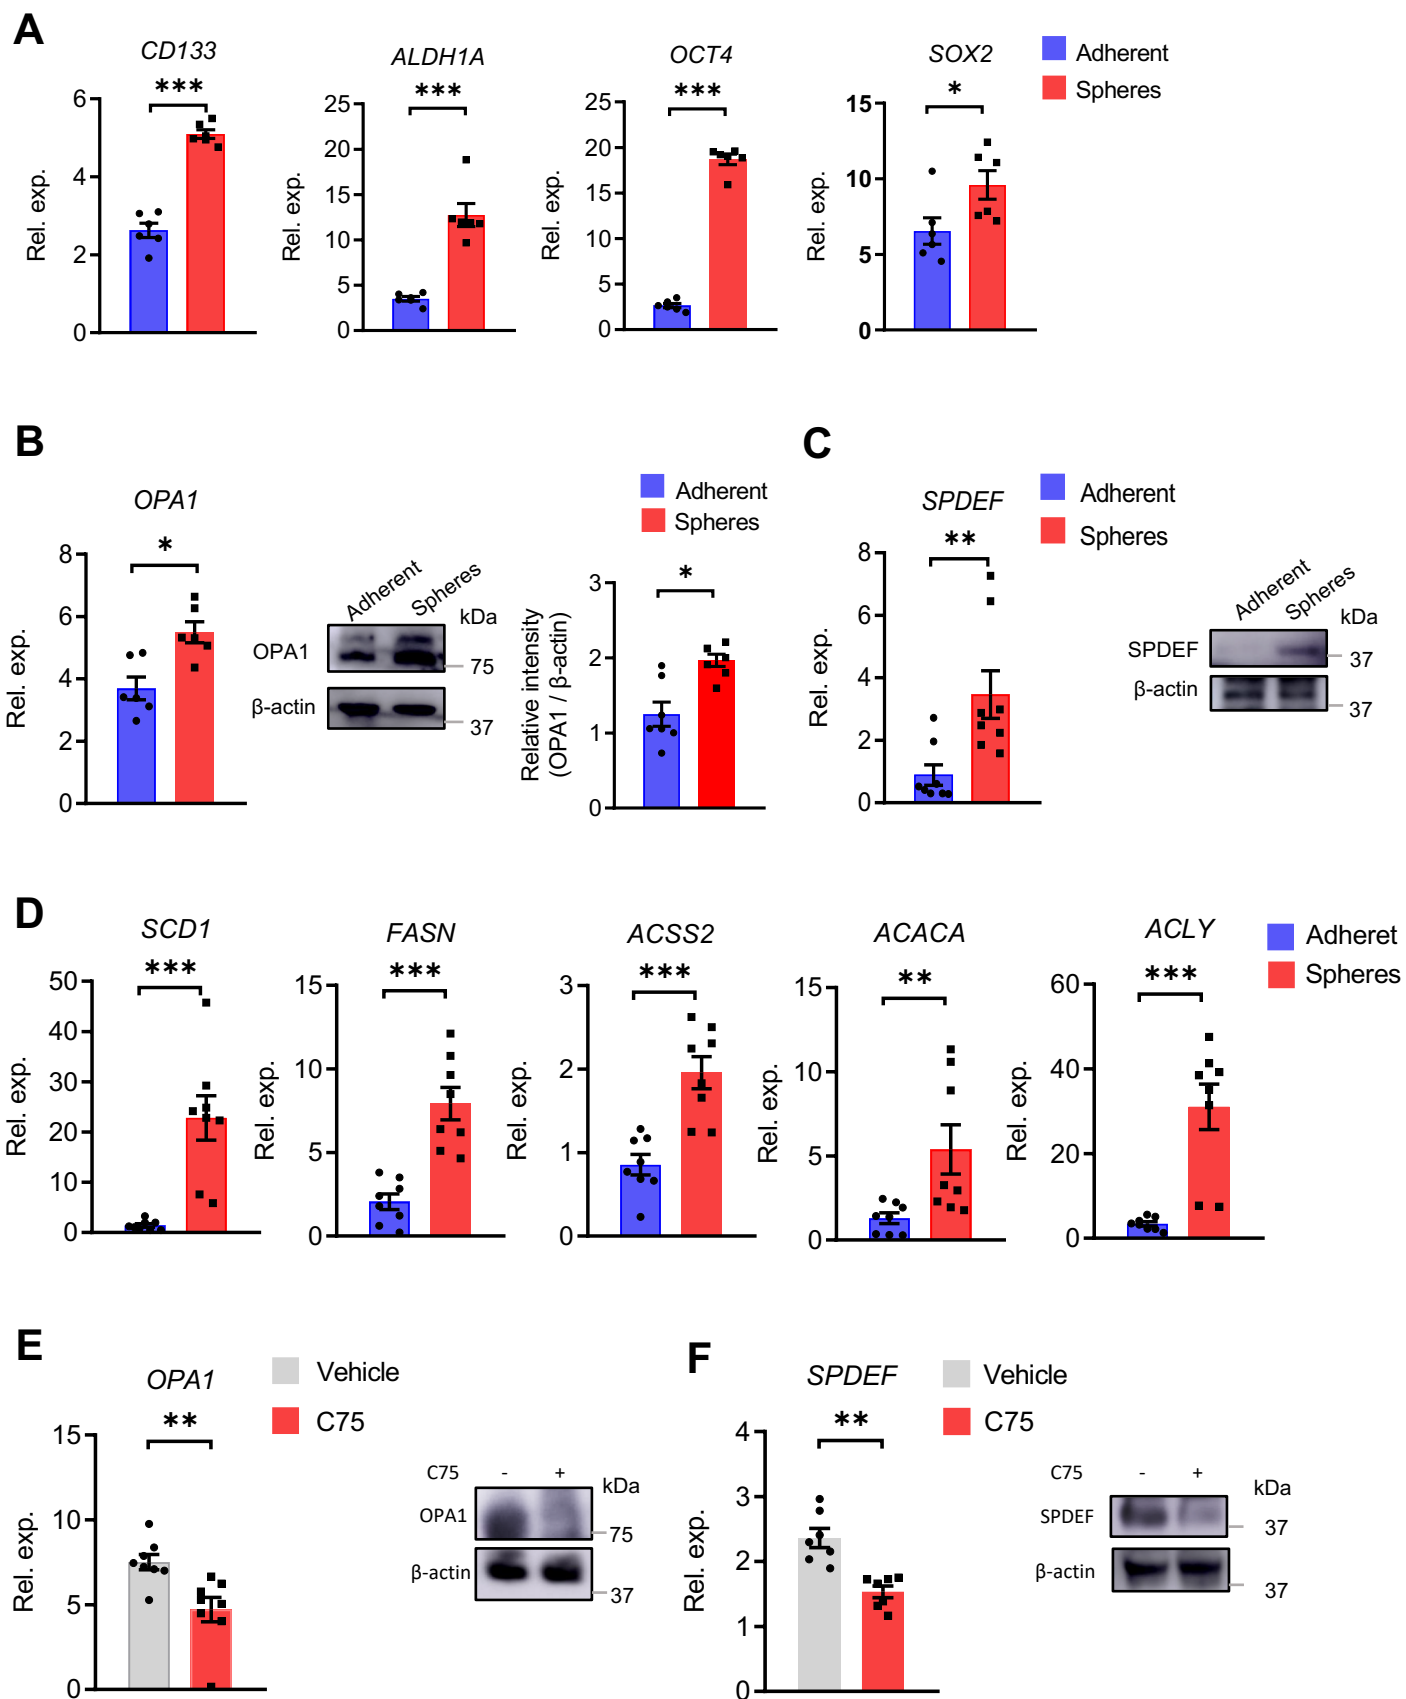 A
CD133
***
Rel. exp.
6
4
2
0
ALDH1A
***
Rel. exp.
25
20
15
10
5
0
OCT4
***
Rel. exp.
25
20
15
10
5
0
SOX2
*
Rel. exp.
15
10
5
0
Adherent
Spheres
B
OPA1
*
Rel. exp.
8
6
4
2
0
Adherent
Spheres
kDa
OPA1
75
β-actin
37
Adherent
Spheres
*
Relative intensity
(OPA1 / β-actin)
3
2
1
0
C
SPDEF
**
Rel. exp.
8
6
4
2
0
Adherent
Spheres
Adherent
Spheres
kDa
SPDEF
37
β-actin
37
D
SCD1
***
Rel. exp.
50
40
30
20
10
0
FASN
***
Rel. exp.
15
10
5
0
ACSS2
***
Rel. exp.
3
2
1
0
ACACA
**
Rel. exp.
15
10
5
0
ACLY
***
Rel. exp.
60
40
20
0
Adheret
Spheres
E
OPA1
**
Rel. exp.
15
10
5
0
Vehicle
C75
C75 - +
kDa
OPA1
75
β-actin
37
F
SPDEF
**
Rel. exp.
4
3
2
1
0
Vehicle
C75
C75 - +
kDa
SPDEF
37
β-actin
37